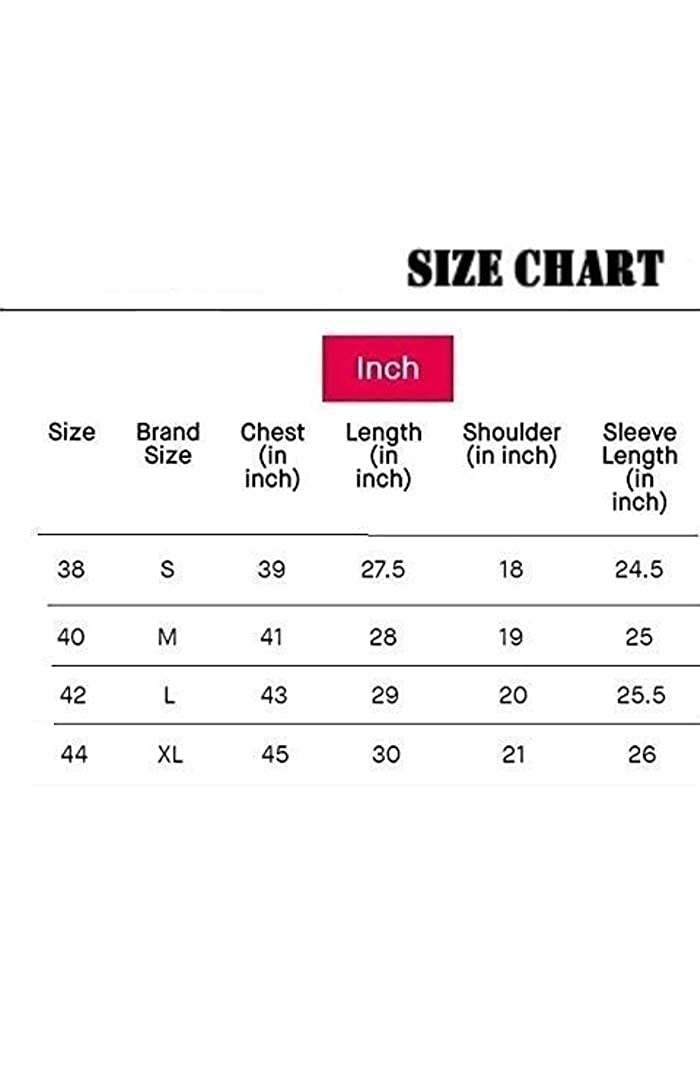 SIZE CHART
Inch
Size Brand Size Chest (in inch) Length (in inch) Shoulder (in inch) Sleeve Length (in inch)
38 S 39 27.5 18 24.5
40 M 41 28 19 25
42 L 43 29 20 25.5
44 XL 45 30 21 26